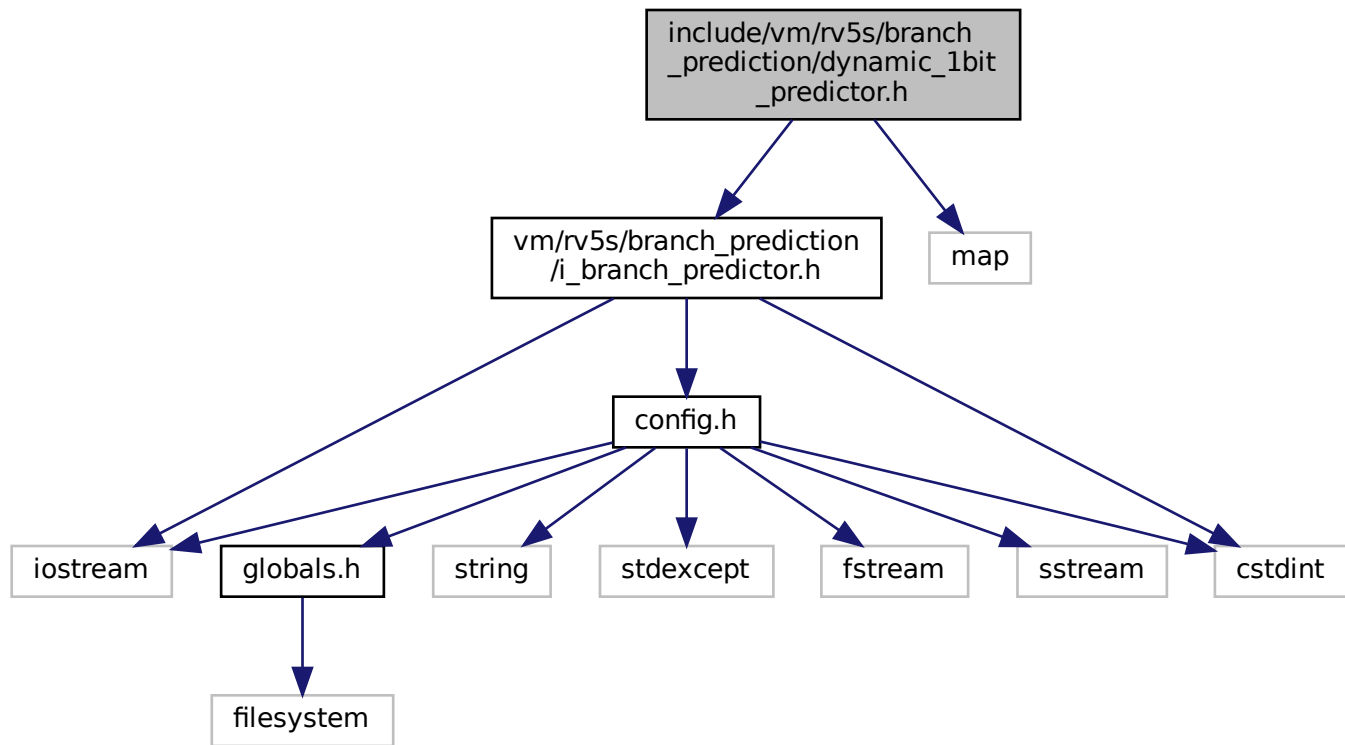 include/vm/rv5s/branch
_prediction/dynamic_1bit
_predictor.h
vm/rv5s/branch_prediction
/i_branch_predictor.h
map
config.h
iostream
globals.h
string
stdexcept
fstream
sstream
cstdint
filesystem